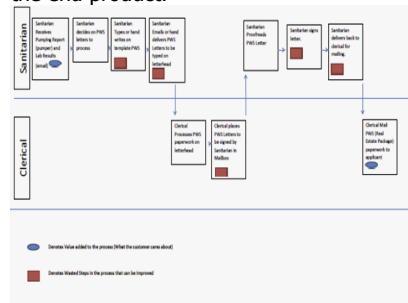 the end product.
Sanitarian
Sanitarian
Receives
Pumping Report
(pumper) and
Lab Results
(email)
Sanitarian
decides on PWS
letters to
process
Sanitarian
Types or hand
writes on
template PWS
Sanitarian
Emails or hand
delivers PWS
Letters to be
typed on
letterhead
Sanitarian
Proofreads
PWS Letter
Sanitarian signs
letter.
Sanitarian
delivers back to
clerical for
mailing.
Clerical
Clerical
Processes PWS
paperwork on
letterhead
Clerical places
PWS Letters to
be signed by
Sanitarian in
Mailbox
Clerical Mail
PWS (Real
Estate Package)
paperwork to
applicant
Denotes Value added to the process (What the customer cares about)
Denotes Wasted Steps in the process that can be improved